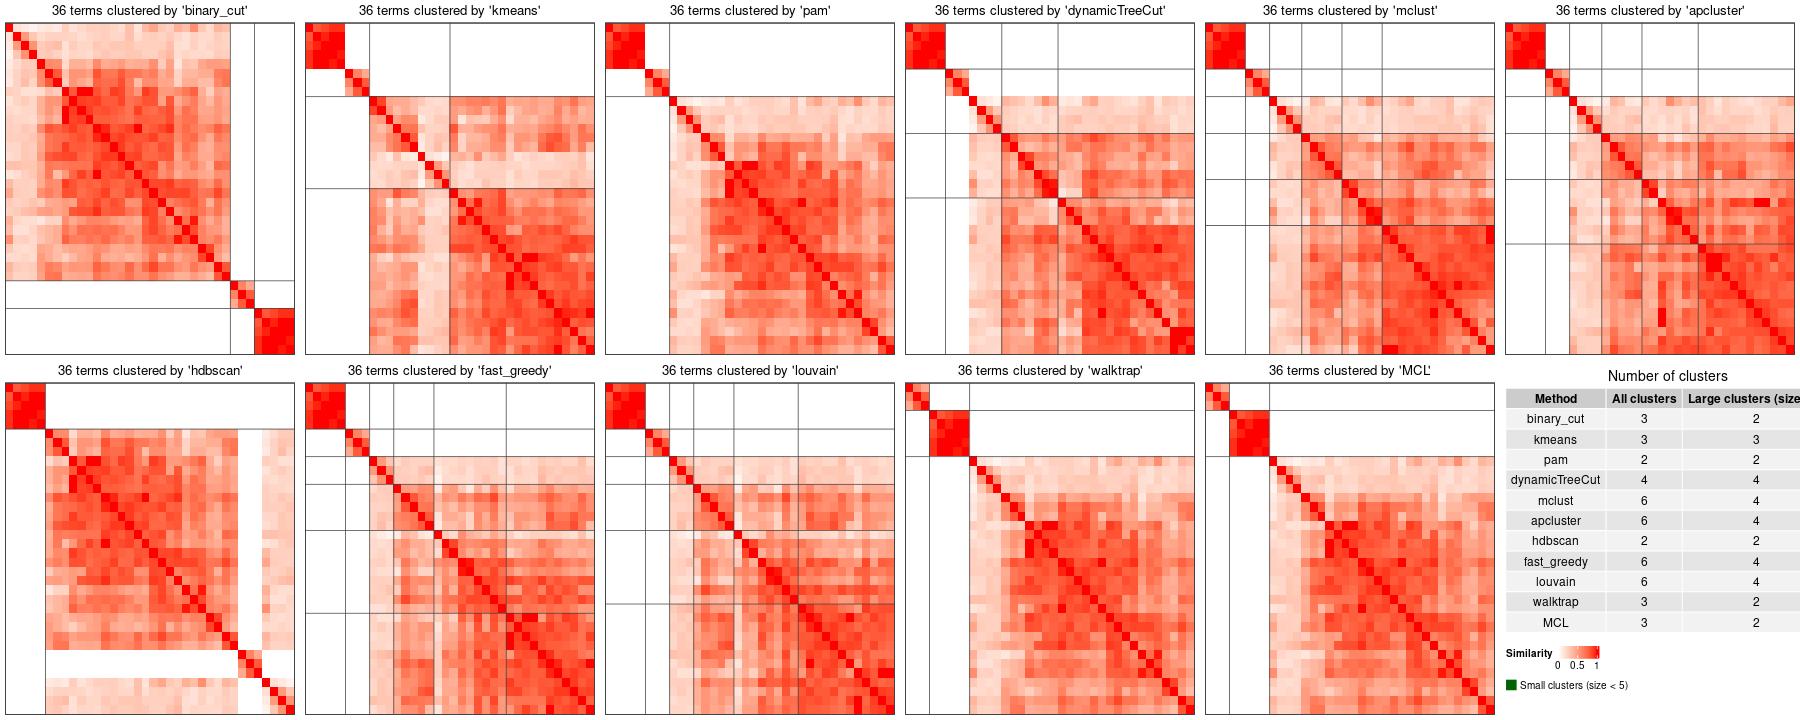 36 terms clustered by 'binary_cut'
36 terms clustered by 'kmeans'
36 terms clustered by 'pam'
36 terms clustered by 'dynamicTreeCut'
36 terms clustered by 'mclust'
36 terms clustered by 'apcluster'
36 terms clustered by 'hdbscan'
36 terms clustered by 'fast_greedy'
36 terms clustered by 'louvain'
36 terms clustered by 'walktrap'
36 terms clustered by 'MCL'
Number of clusters
Method All clusters Large clusters (size
binary_cut 3 2
kmeans 3 3
pam 2 2
dynamicTreeCut 4 4
mclust 6 4
apcluster 6 4
hdbscan 2 2
fast_greedy 6 4
louvain 6 4
walktrap 3 2
MCL 3 2
Similarity
0 0.5 1
Small clusters (size < 5)